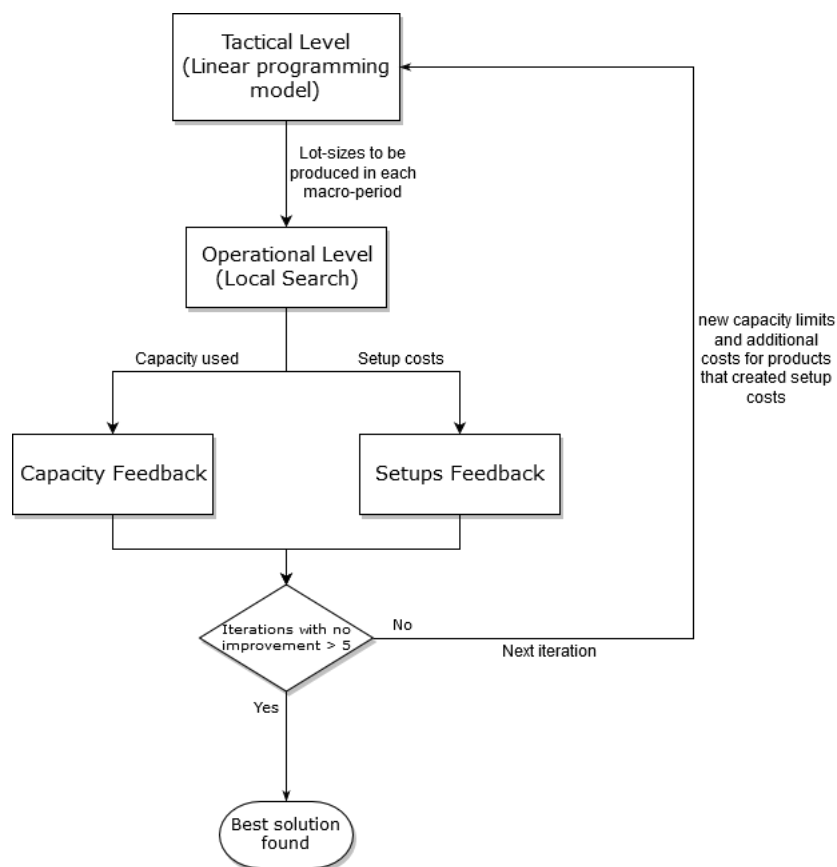 Tactical Level
(Linear programming
model)
Lot-sizes to be
produced in each
macro-period
Operational Level
(Local Search)
new capacity limits
and additional
costs for products
that created setup
costs
Capacity used
Setup costs
Capacity Feedback
Setups Feedback
Iterations with no
improvement > 5
No
Next iteration
Yes
Best solution
found